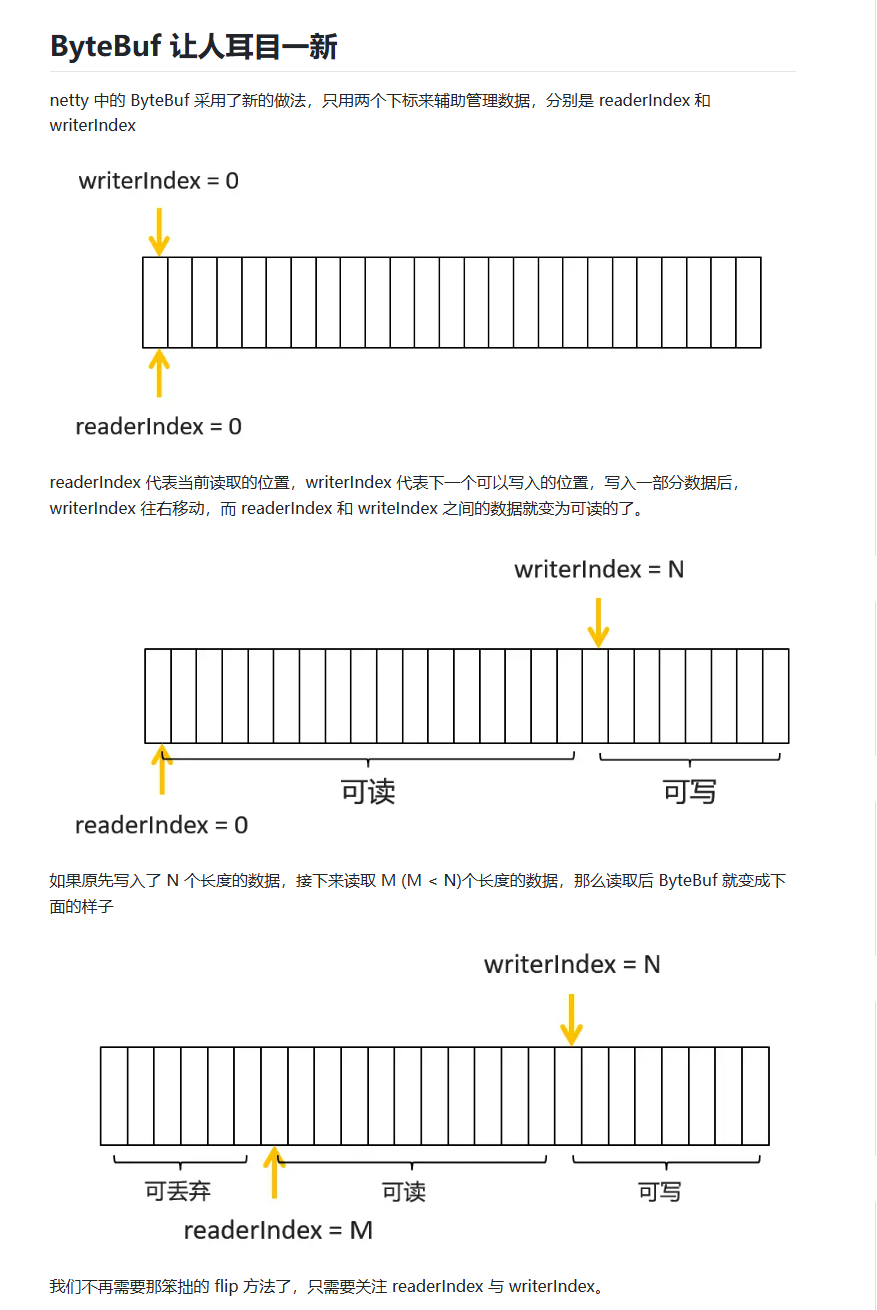 ByteBuf 让人耳目一新
netty 中的 ByteBuf 采用了新的做法，只用两个下标来辅助管理数据，分别是 readerIndex 和
writerIndex
writerIndex = 0
readerIndex = 0
readerIndex 代表当前读取的位置，writerIndex 代表下一个可以写入的位置，写入一部分数据后，
writerIndex 往右移动，而 readerIndex 和 writeIndex 之间的数据就变为可读的了。
writerIndex = N
可读
可写
readerIndex = 0
如果原先写入了 N 个长度的数据，接下来读取 M (M < N)个长度的数据，那么读取后 ByteBuf 就变成下
面的样子
writerIndex = N
可丢弃
可读
可写
readerIndex = M
我们不再需要那笨拙的 flip 方法了，只需要关注 readerIndex 与 writerIndex。